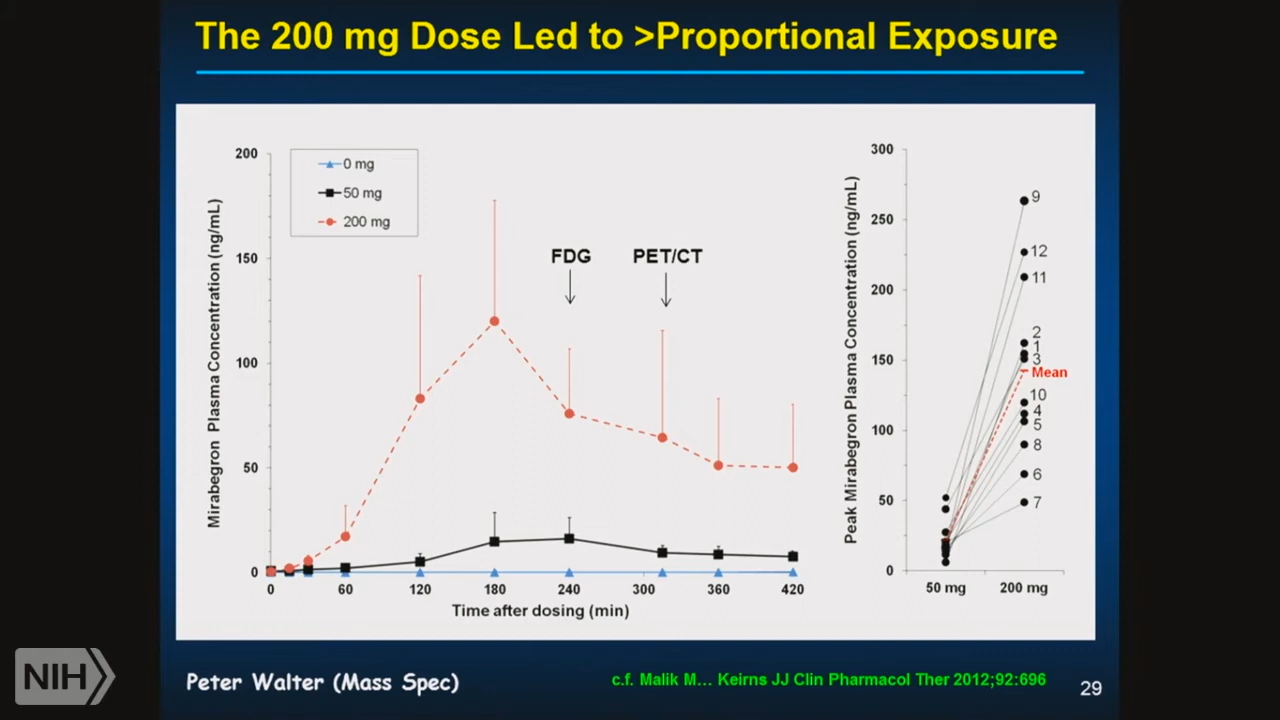 The 200 mg Dose Led to >Proportional Exposure
Mirabegron Plasma Concentration (ng/mL)
200
150
100
50
0
0 mg
50 mg
200 mg
FDG
PET/CT
0 60 120 180 240 300 360 420
Time after dosing (min)
Peak Mirabegron Plasma Concentration (ng/mL)
300
250
200
150
100
50
0
9
12
11
2
1
3
Mean
10
4
5
8
6
7
50 mg 200 mg
NIH
Peter Walter (Mass Spec)
c.f. Malik M... Keirns JJ Clin Pharmacol Ther 2012;92:696
29